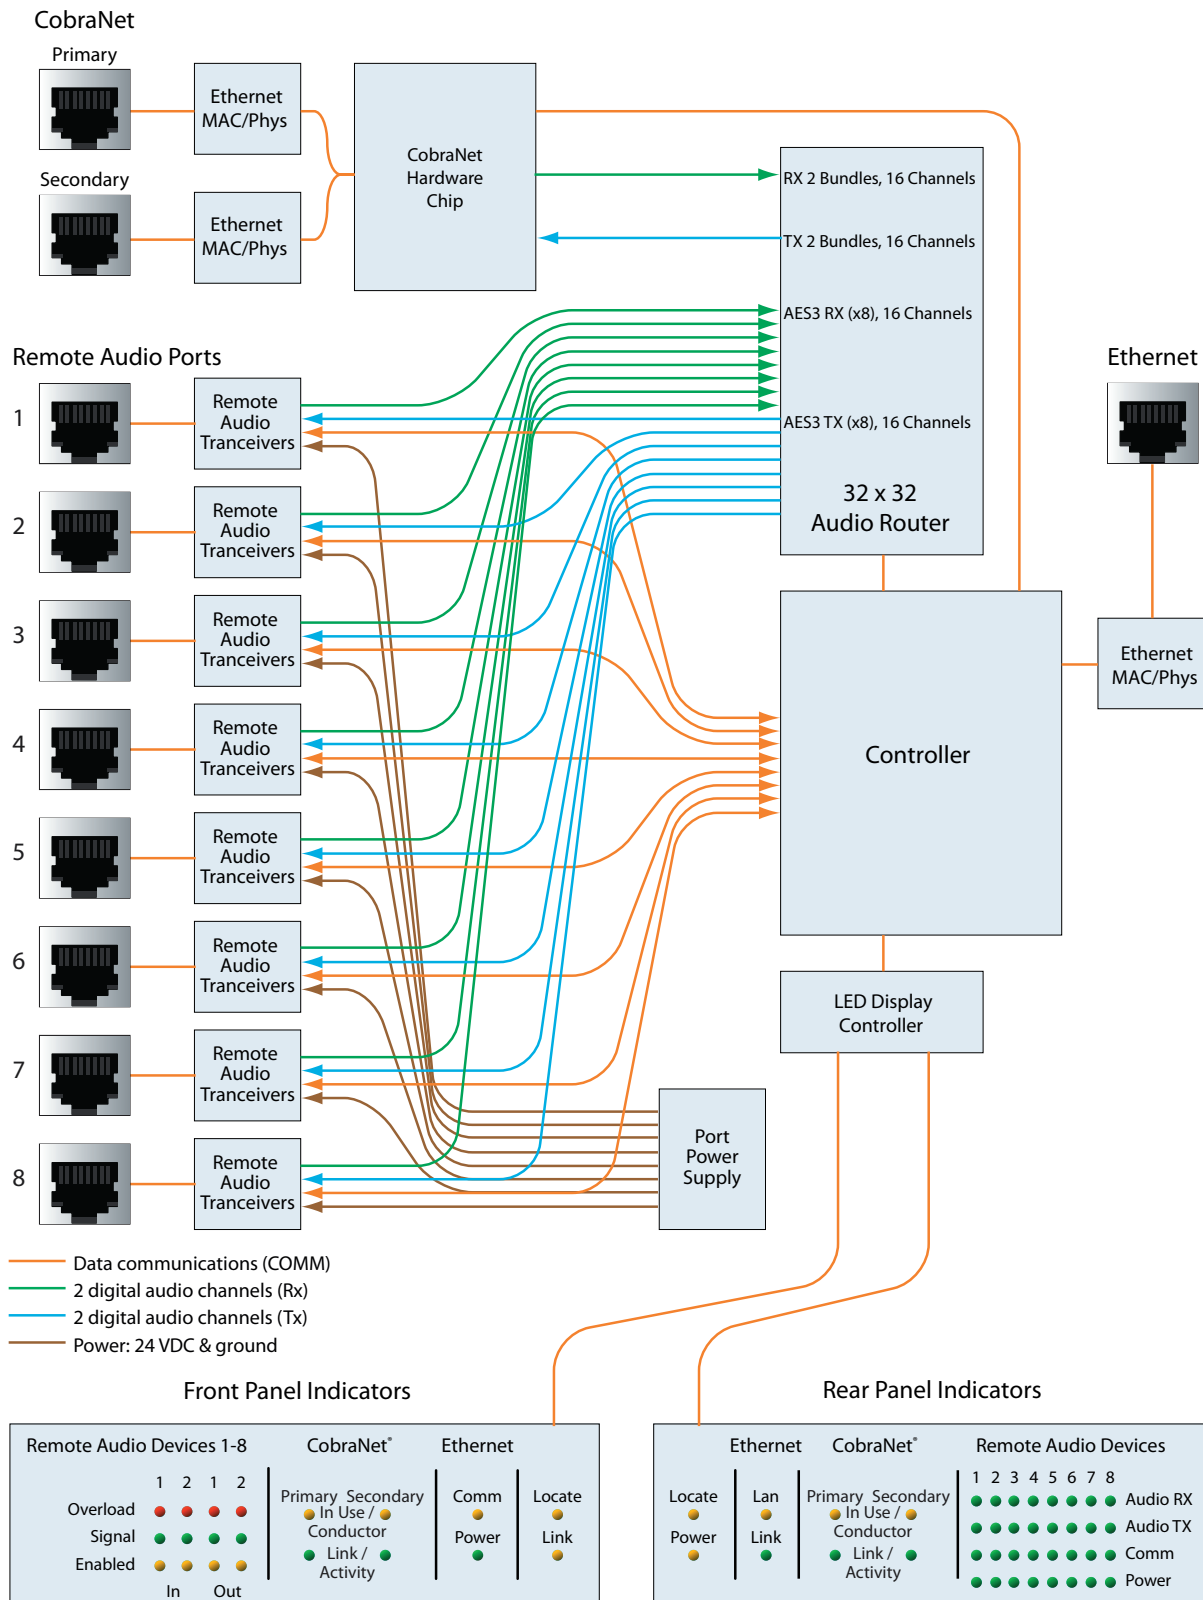 CobraNet
Primary
Ethernet
MAC/Phys
CobraNet
Hardware
Chip
Secondary
Ethernet
MAC/Phys
RX 2 Bundles, 16 Channels
TX 2 Bundles, 16 Channels
AES3 RX (x8), 16 Channels
AES3 TX (x8), 16 Channels
32 x 32
Audio Router
Remote Audio Ports
Ethernet
1
Remote
Audio
Tranceivers
2
Remote
Audio
Tranceivers
3
Remote
Audio
Tranceivers
4
Remote
Audio
Tranceivers
5
Remote
Audio
Tranceivers
6
Remote
Audio
Tranceivers
7
Remote
Audio
Tranceivers
8
Remote
Audio
Tranceivers
Ethernet
MAC/Phys
Controller
LED Display
Controller
Port
Power
Supply
Data communications (COMM)
2 digital audio channels (Rx)
2 digital audio channels (Tx)
Power: 24 VDC & ground
Front Panel Indicators
Remote Audio Devices 1-8
1 2 1 2
Overload
Signal
Enabled
In Out
CobraNet®
Primary Secondary
In Use /
Conductor
Link /
Activity
Ethernet
Comm
Power
Locate
Link
Rear Panel Indicators
Locate
Power
Ethernet
Lan
Link
CobraNet®
Primary Secondary
In Use /
Conductor
Link /
Activity
Remote Audio Devices
1 2 3 4 5 6 7 8
Audio RX
Audio TX
Comm
Power